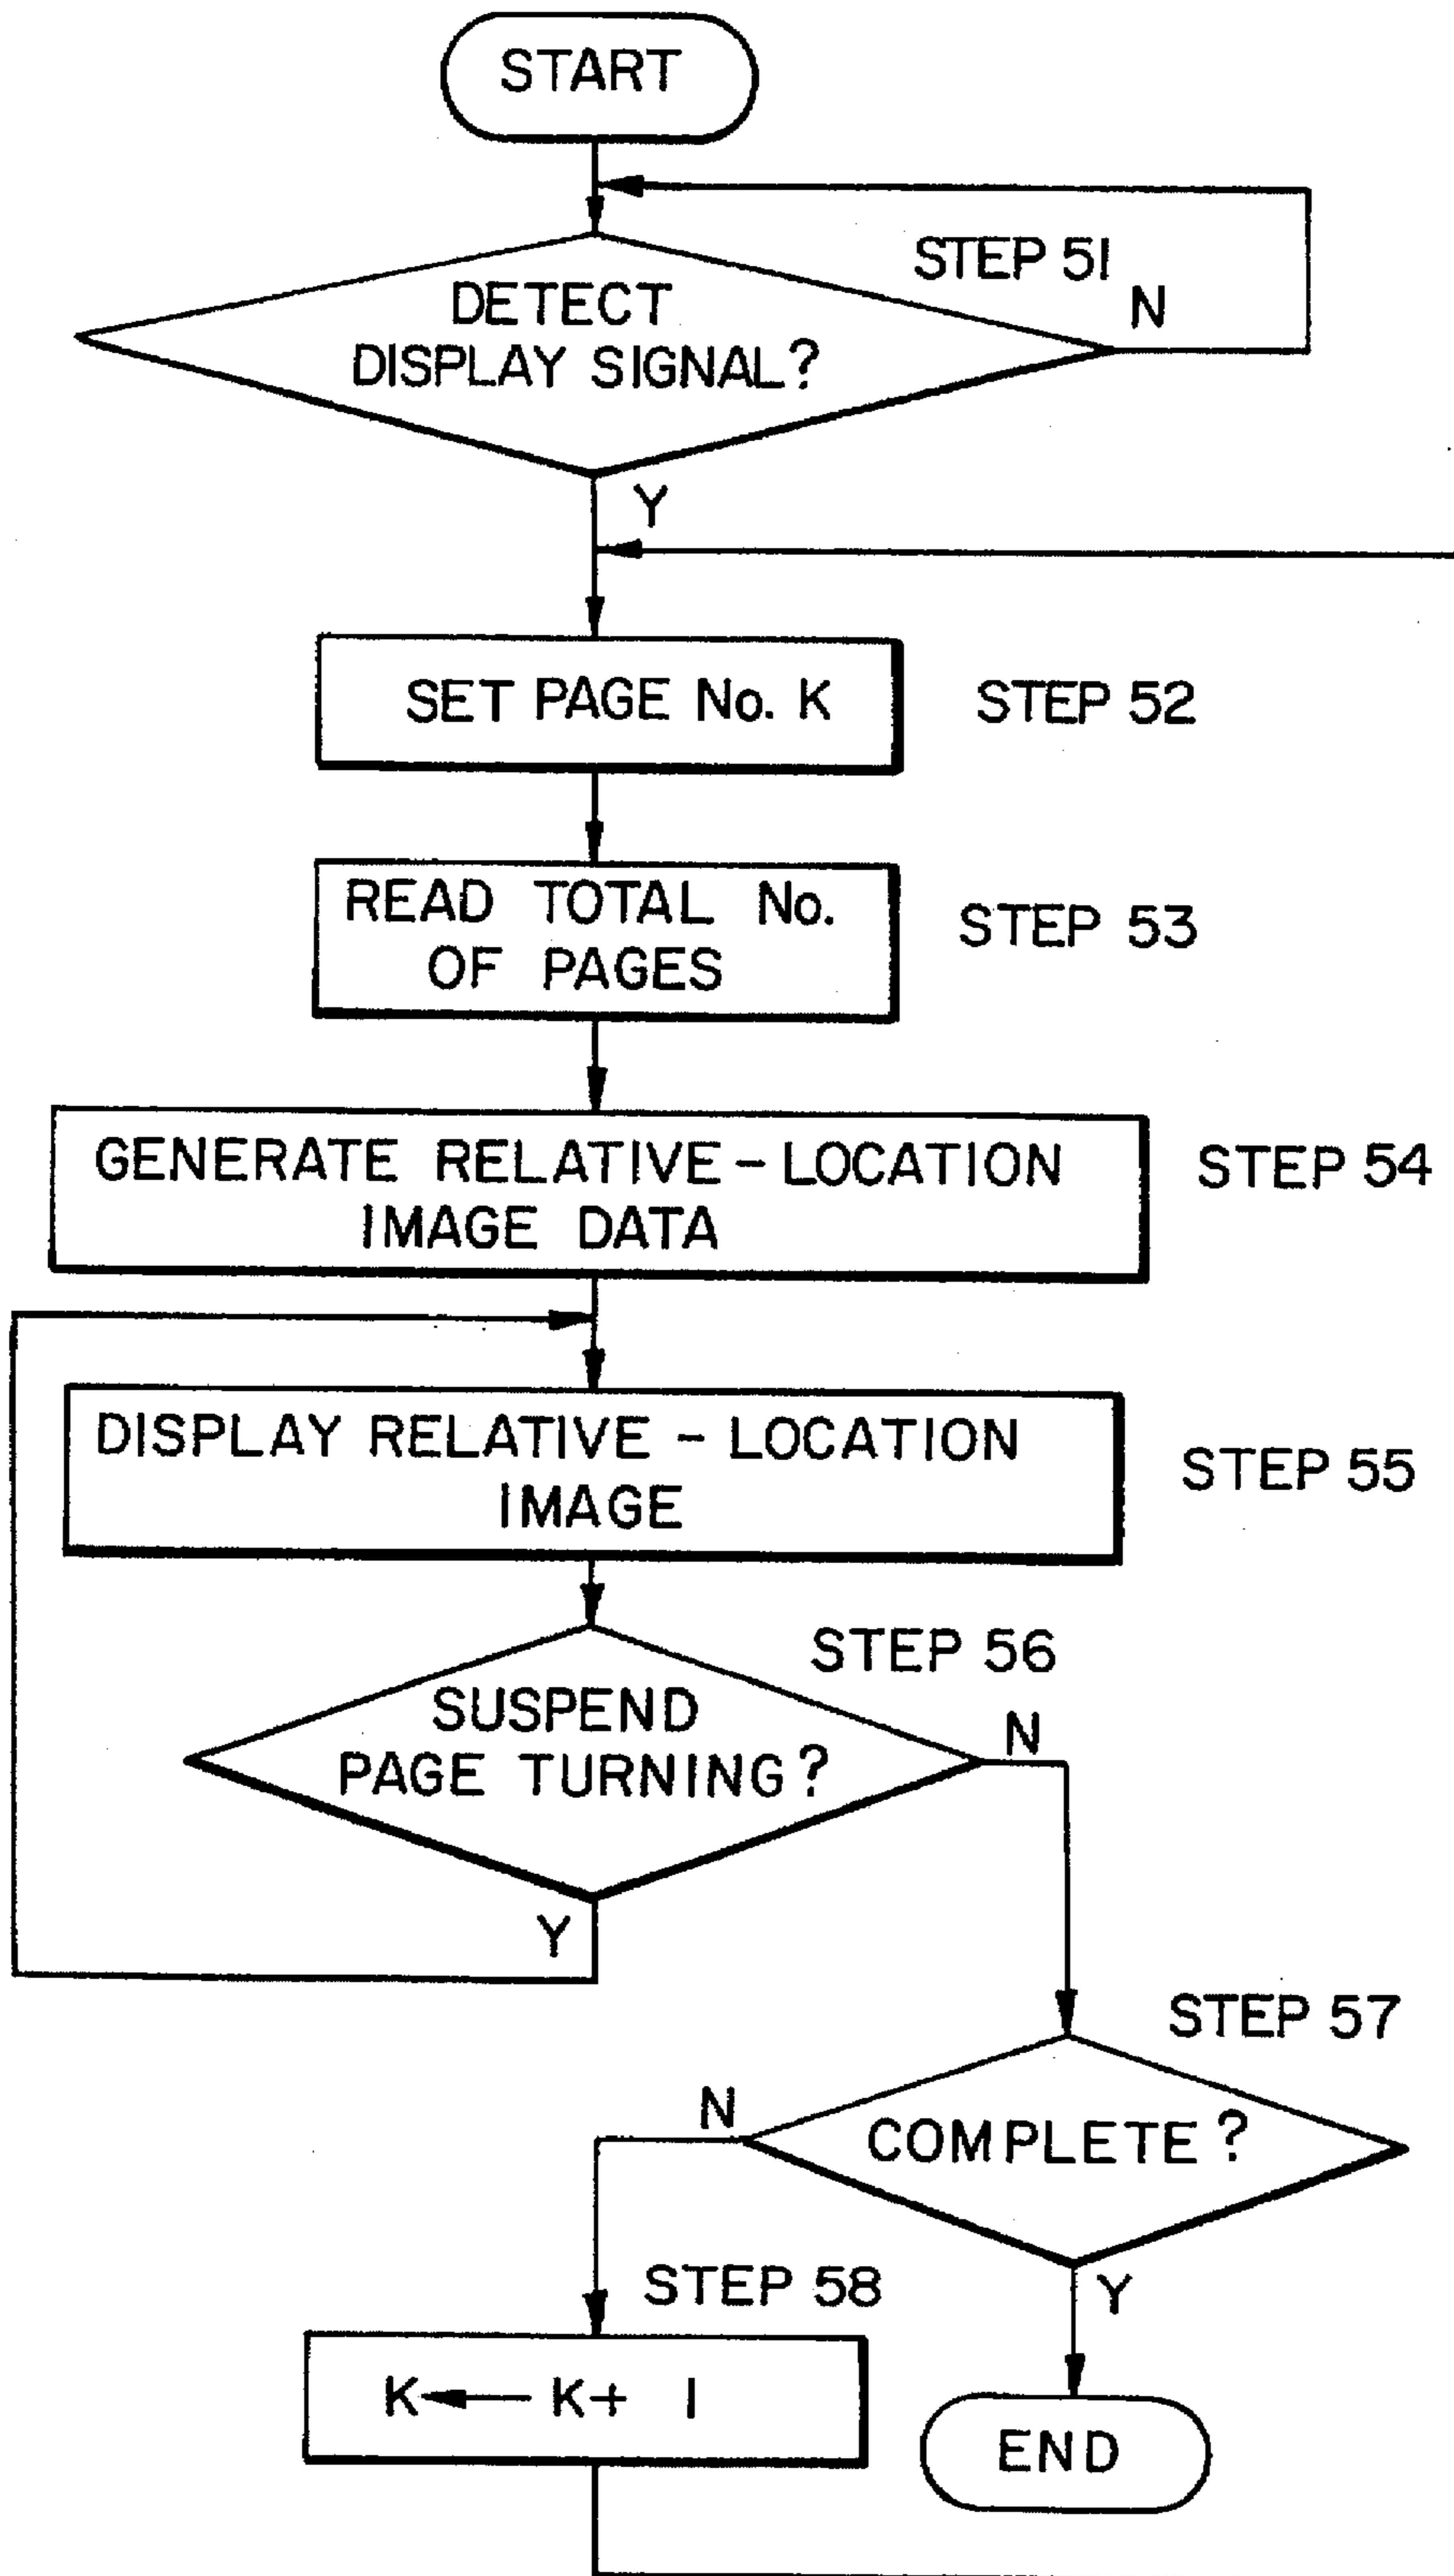 START
STEP 51
DETECT
N
DISPLAY SIGNAL?
Y
SET PAGE No. K
STEP 52
READ TOTAL No.
OF PAGES
STEP 53
GENERATE RELATIVE - LOCATION
IMAGE DATA
STEP 54
DISPLAY RELATIVE - LOCATION
IMAGE
STEP 55
STEP 56
SUSPEND
PAGE TURNING?
N
Y
STEP 57
N
COMPLETE?
Y
STEP 58
K ← K + 1
END